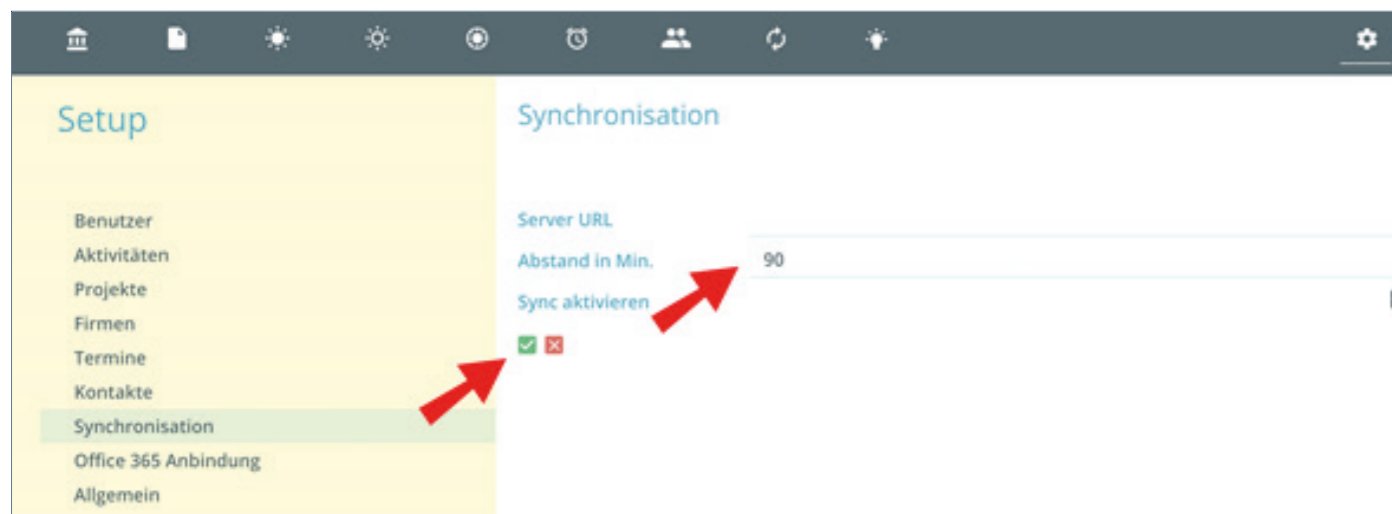 Setup
Benutzer
Aktivitäten
Projekte
Firmen
Termine
Kontakte
Synchronisation
Office 365 Anbindung
Allgemein
Synchronisation
Server URL
Abstand in Min. 90
Sync aktivieren